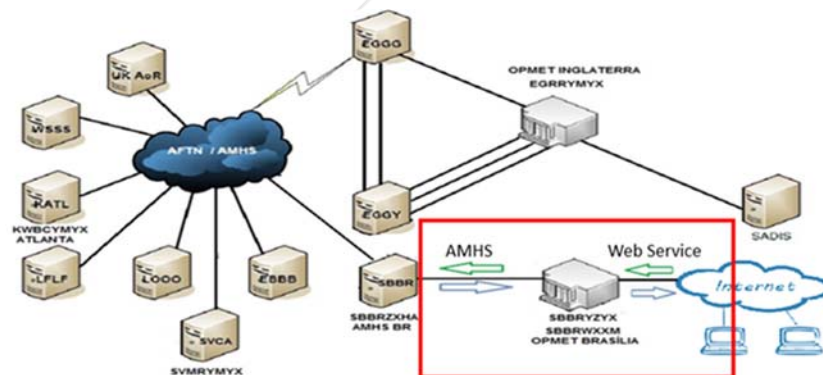 EGGG
OPMET INGLATERRA
EGRRYMYX
UK AoR
WSSS
AFTN / AMHS
KATL
KWBCYMYX
ATLANTA
EGGY
SADIS
LFLF
LOOO
EBBB
SBBR
SBBRZXHA
AMHS BR
AMHS
Web Service
Internet
SBBRYZYX
SBBRWXXM
OPMET BRASÍLIA
SVCA
SVMRYMYX